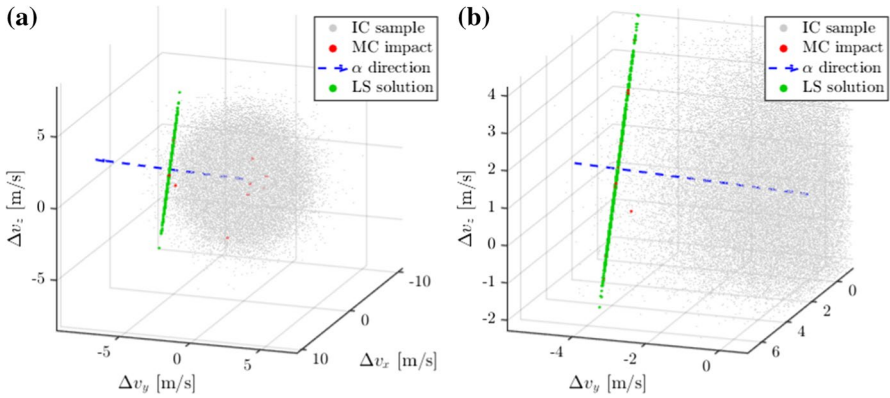 (a)
IC sample
MC impact
α direction
LS solution
5
0
-5
Δv_z [m/s]
-5
0
5
Δv_y [m/s]
10
0
-10
Δv_x [m/s]
(b)
IC sample
MC impact
α direction
LS solution
4
3
2
1
0
-1
-2
Δv_z [m/s]
-4
-2
0
Δv_y [m/s]
6
4
2
0